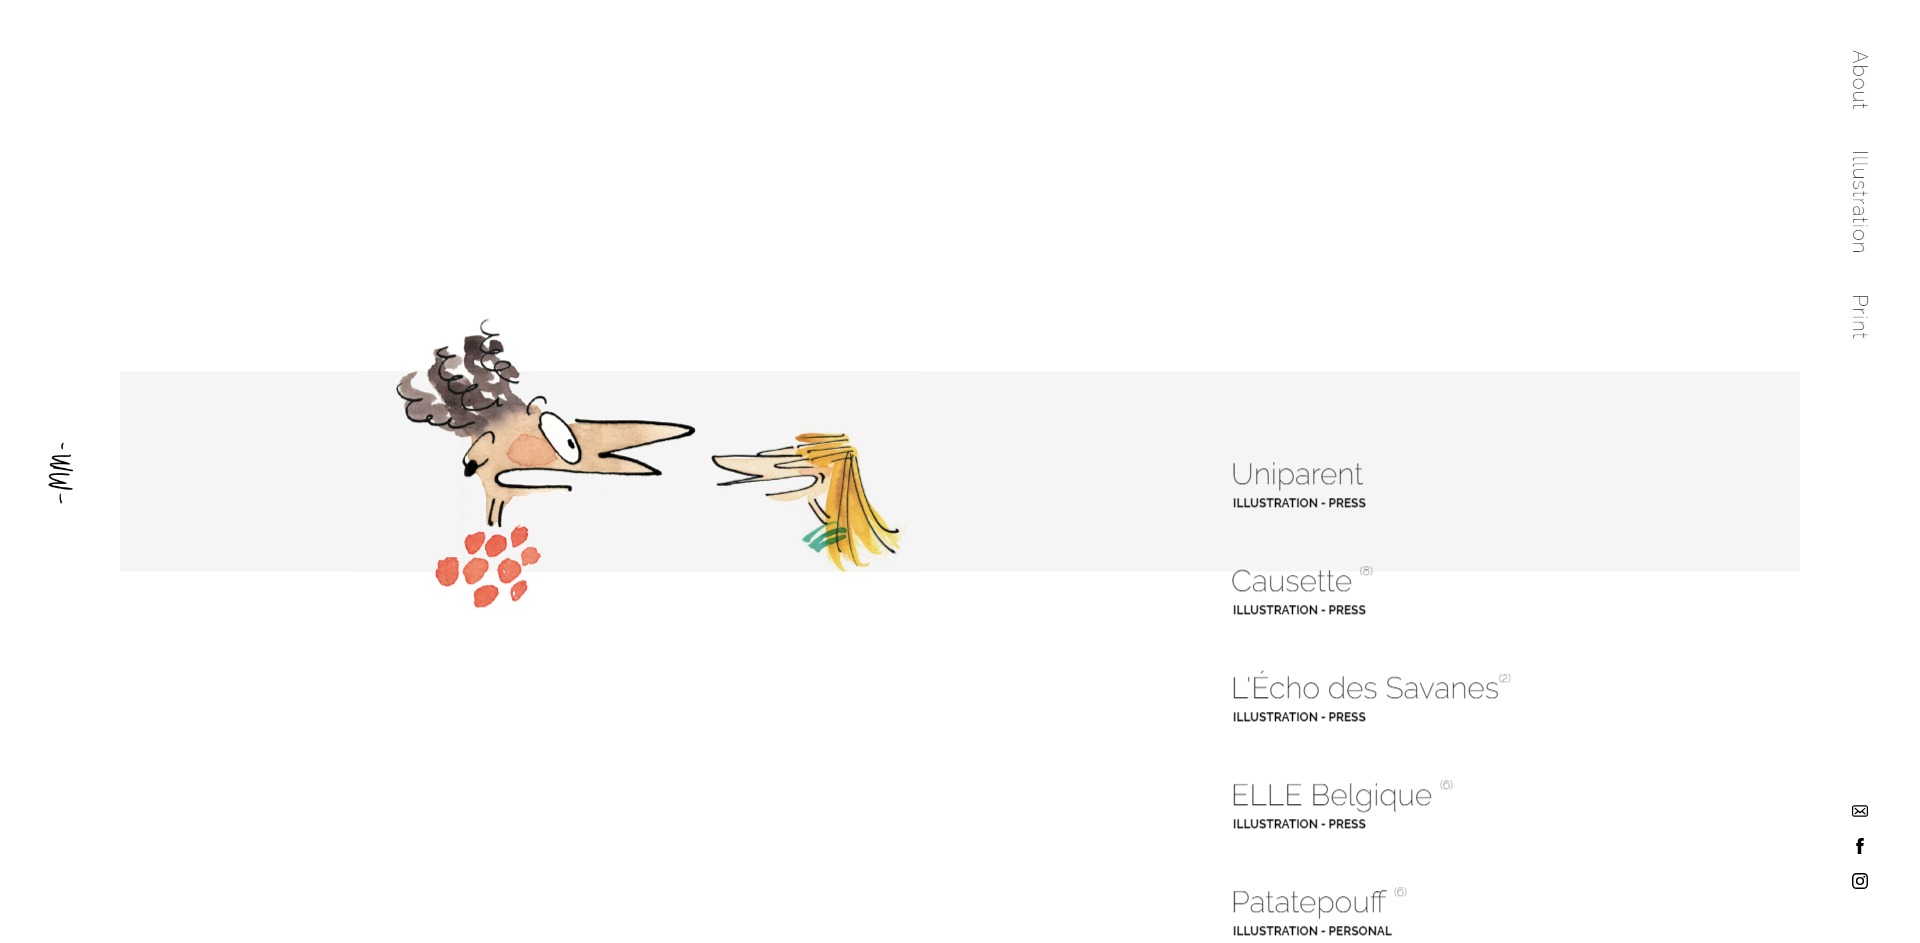 About
Illustration
Print
Uniparent
ILLUSTRATION - PRESS
Causette (8)
ILLUSTRATION - PRESS
L'Écho des Savanes(2)
ILLUSTRATION - PRESS
ELLE Belgique (6)
ILLUSTRATION - PRESS
Patatepouff (6)
ILLUSTRATION - PERSONAL